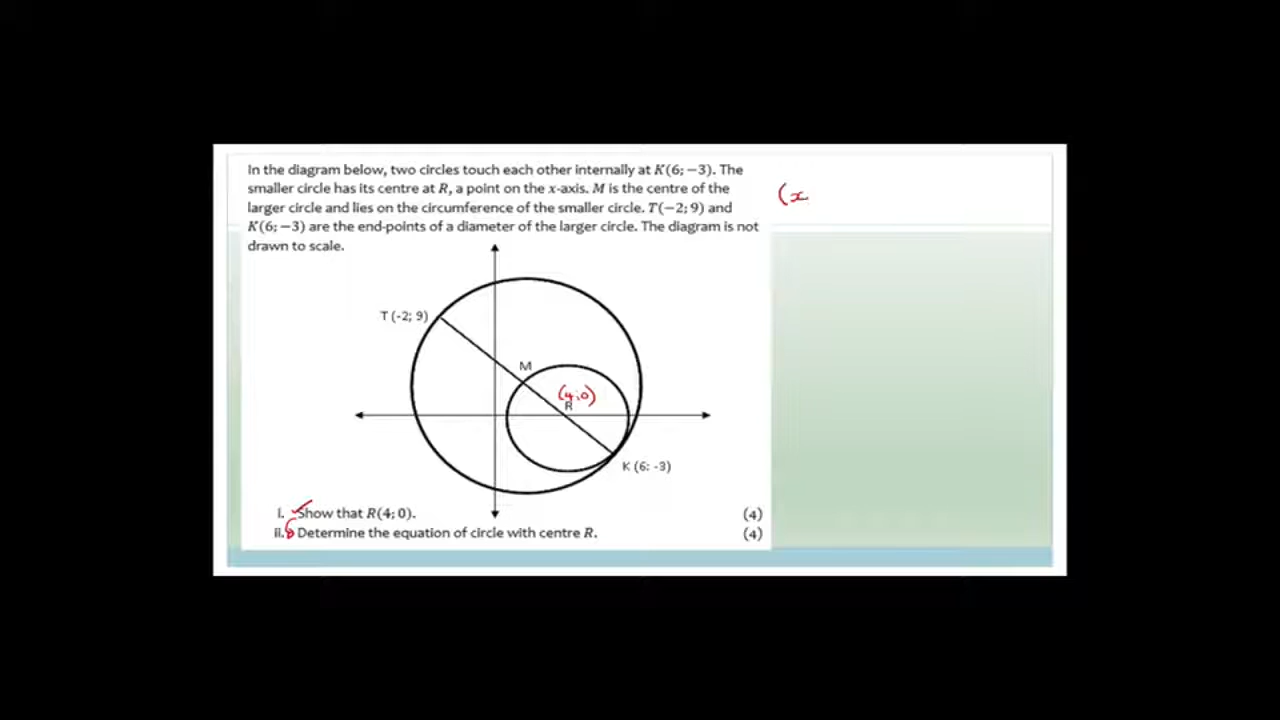 In the diagram below, two circles touch each other internally at K(6; −3). The
smaller circle has its centre at R, a point on the x-axis. M is the centre of the
larger circle and lies on the circumference of the smaller circle. T(−2; 9) and
K(6; −3) are the end-points of a diameter of the larger circle. The diagram is not
drawn to scale.
(x
T (-2; 9)
M
(4;0)
R
K (6: -3)
i. Show that R(4; 0). (4)
ii. Determine the equation of circle with centre R. (4)